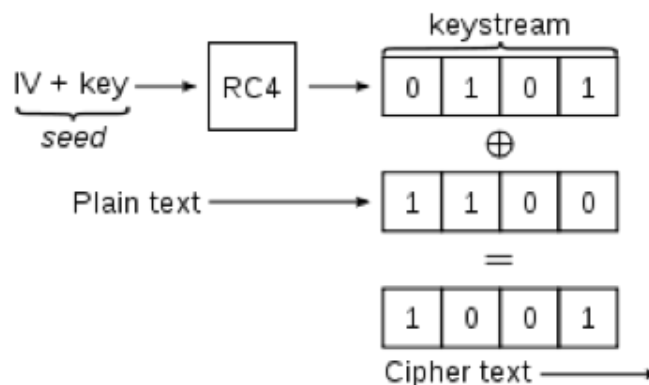 keystream
IV + key
RC4
0 1 0 1
seed
⊕
Plain text
1 1 0 0
=
1 0 0 1
Cipher text